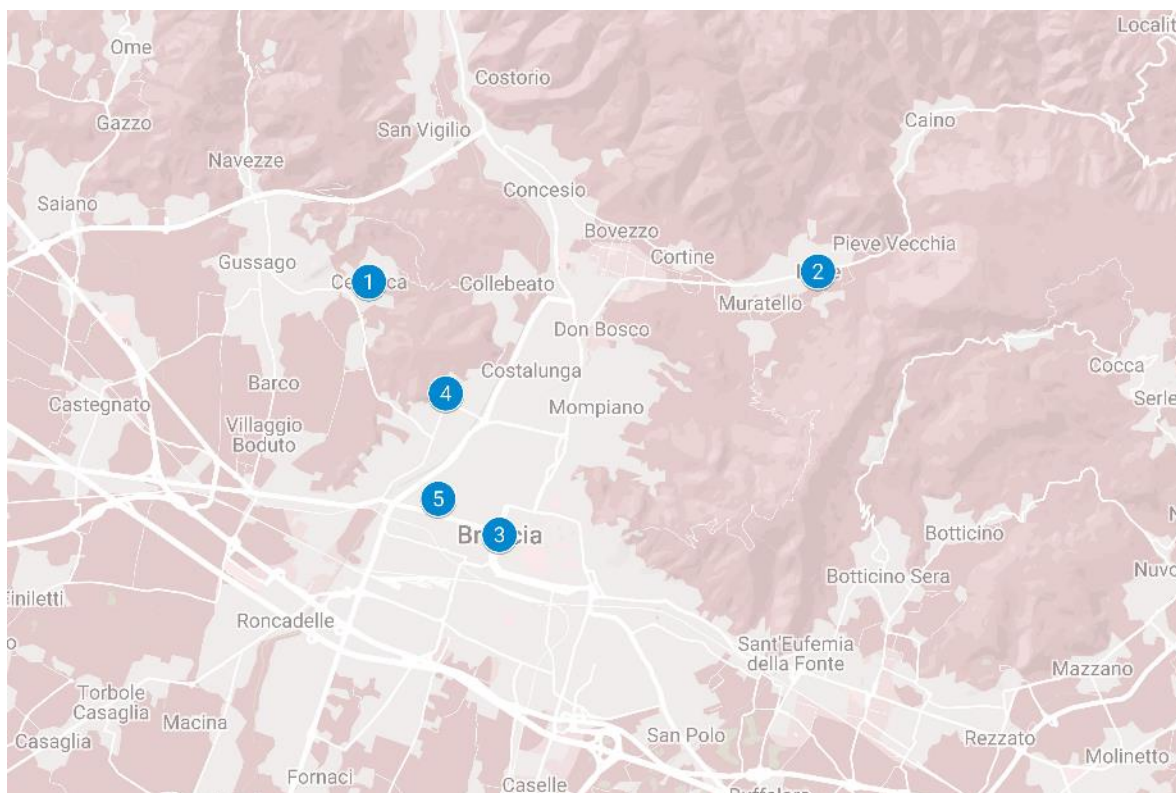 Ome
Localit
Costorio
Gazzo
San Vigilio
Caino
Navezze
Concesio
Saiano
Bovezzo
Pieve Vecchia
Cortine
Gussago
2
1
Collebeato
Muratello
Don Bosco
Costalunga
Cocca
Barco
4
Castegnato
Mompiano
Serle
Villaggio
Boduto
5
3
Botticino
Botticino Sera
Nuvo
Finiletti
Roncadelle
Sant'Eufemia
della Fonte
Mazzano
Torbole
Casaglia
Macina
San Polo
Rezzato
Casaglia
Molinetto
Fornaci
Caselle